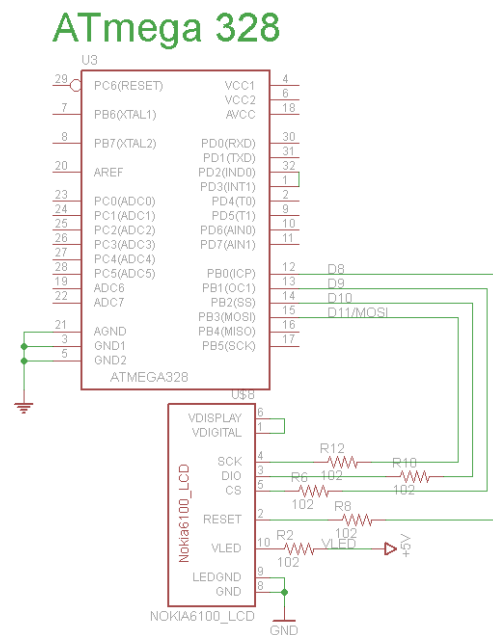 ATmega 328
U3
29 PC6(RESET) VCC1 4
VCC2 6
7 PB6(XTAL1) AVCC 18
8 PB7(XTAL2) PD0(RXD) 30
PD1(TXD) 31
20 AREF PD2(IND0) 32
PD3(INT1) 1
23 PC0(ADC0) PD4(T0) 2
24 PC1(ADC1) PD5(T1) 9
25 PC2(ADC2) PD6(AIN0) 10
26 PC3(ADC3) PD7(AIN1) 11
27 PC4(ADC4)
28 PC5(ADC5) PB0(ICP) 12 D8
19 ADC6 PB1(OC1) 13 D9
22 ADC7 PB2(SS) 14 D10
PB3(MOSI) 15 D11/MOSI
21 AGND PB4(MISO) 16
3 GND1 PB5(SCK) 17
5 GND2
ATMEGA328
U$8
VDISPLAY 6
VDIGITAL 1
R12
SCK 4
102 R10
DIO 3
R6 102
CS 5
102 R8
RESET 2
R2 102
VLED 10 VLED +5V
102
LEDGND 9
GND 8
Nokia6100_LCD
NOKIA6100_LCD
GND